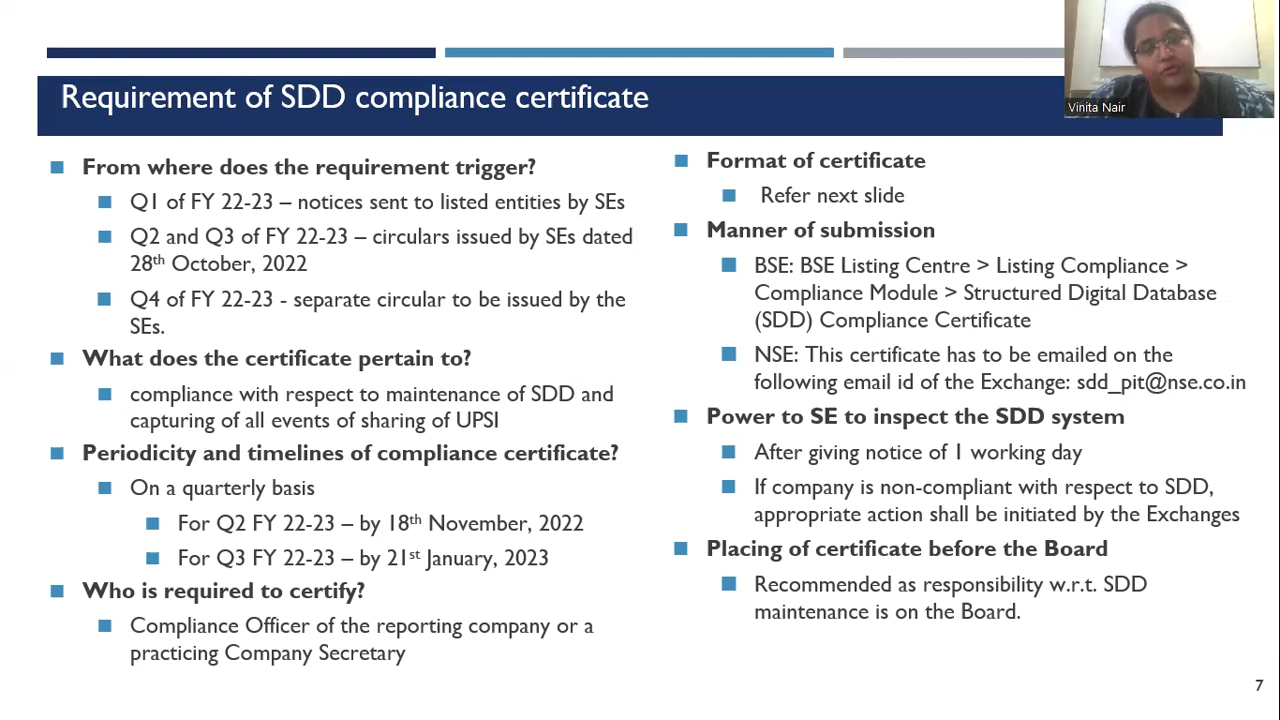 Requirement of SDD compliance certificate
Vinita Nair
From where does the requirement trigger?
Q1 of FY 22-23 – notices sent to listed entities by SEs
Q2 and Q3 of FY 22-23 – circulars issued by SEs dated
28th October, 2022
Q4 of FY 22-23 - separate circular to be issued by the
SEs.
What does the certificate pertain to?
compliance with respect to maintenance of SDD and
capturing of all events of sharing of UPSI
Periodicity and timelines of compliance certificate?
On a quarterly basis
For Q2 FY 22-23 – by 18th November, 2022
For Q3 FY 22-23 – by 21st January, 2023
Who is required to certify?
Compliance Officer of the reporting company or a
practicing Company Secretary
Format of certificate
Refer next slide
Manner of submission
BSE: BSE Listing Centre > Listing Compliance >
Compliance Module > Structured Digital Database
(SDD) Compliance Certificate
NSE: This certificate has to be emailed on the
following email id of the Exchange: sdd_pit@nse.co.in
Power to SE to inspect the SDD system
After giving notice of 1 working day
If company is non-compliant with respect to SDD,
appropriate action shall be initiated by the Exchanges
Placing of certificate before the Board
Recommended as responsibility w.r.t. SDD
maintenance is on the Board.
7